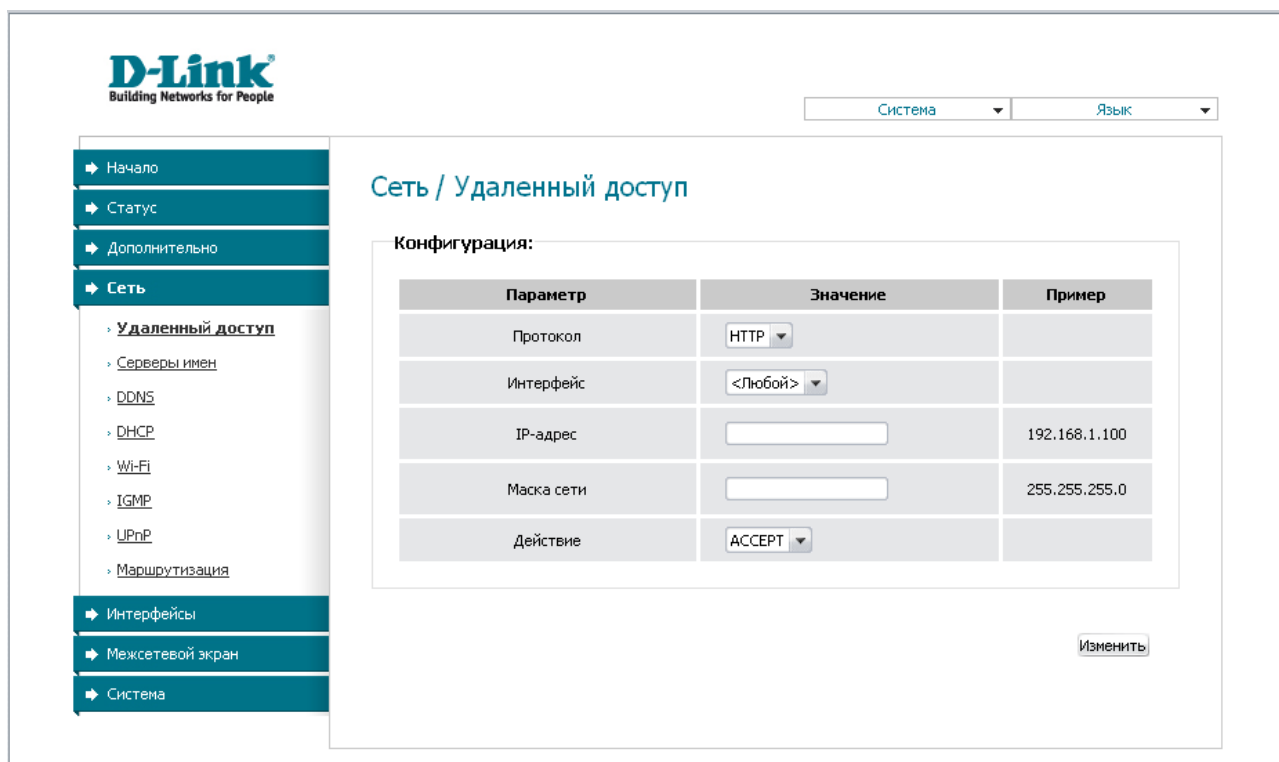 D-Link®
Building Networks for People
Система Язык
Начало
Статус
Дополнительно
Сеть
Удаленный доступ
Серверы имен
DDNS
DHCP
Wi-Fi
IGMP
UPnP
Маршрутизация
Интерфейсы
Межсетевой экран
Система
Сеть / Удаленный доступ
Конфигурация:
Параметр Значение Пример
Протокол HTTP
Интерфейс <Любой>
IP-адрес 192.168.1.100
Маска сети 255.255.255.0
Действие ACCEPT
Изменить